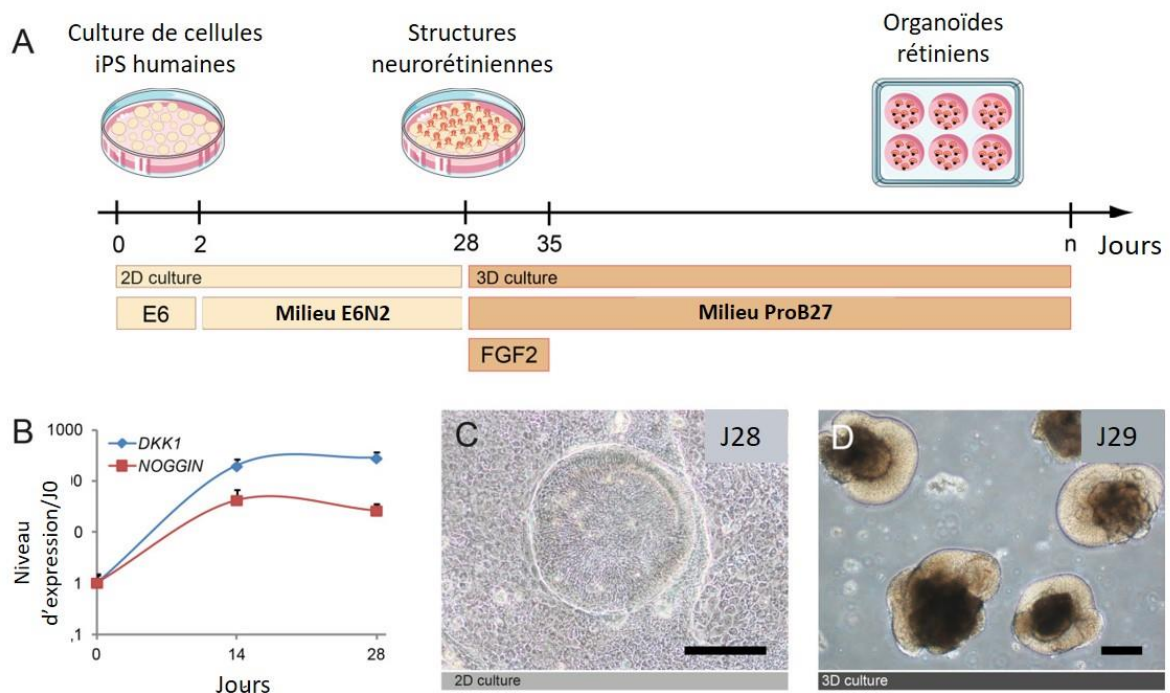 A
Culture de cellules
iPS humaines
Structures
neurorétiniennes
Organoïdes
rétiniens
0
2
28
35
n
Jours
2D culture
3D culture
E6
Milieu E6N2
Milieu ProB27
FGF2
B
1000
00
0
1
,1
DKK1
NOGGIN
Niveau
d'expression/J0
0
14
28
Jours
C
J28
2D culture
D
J29
3D culture